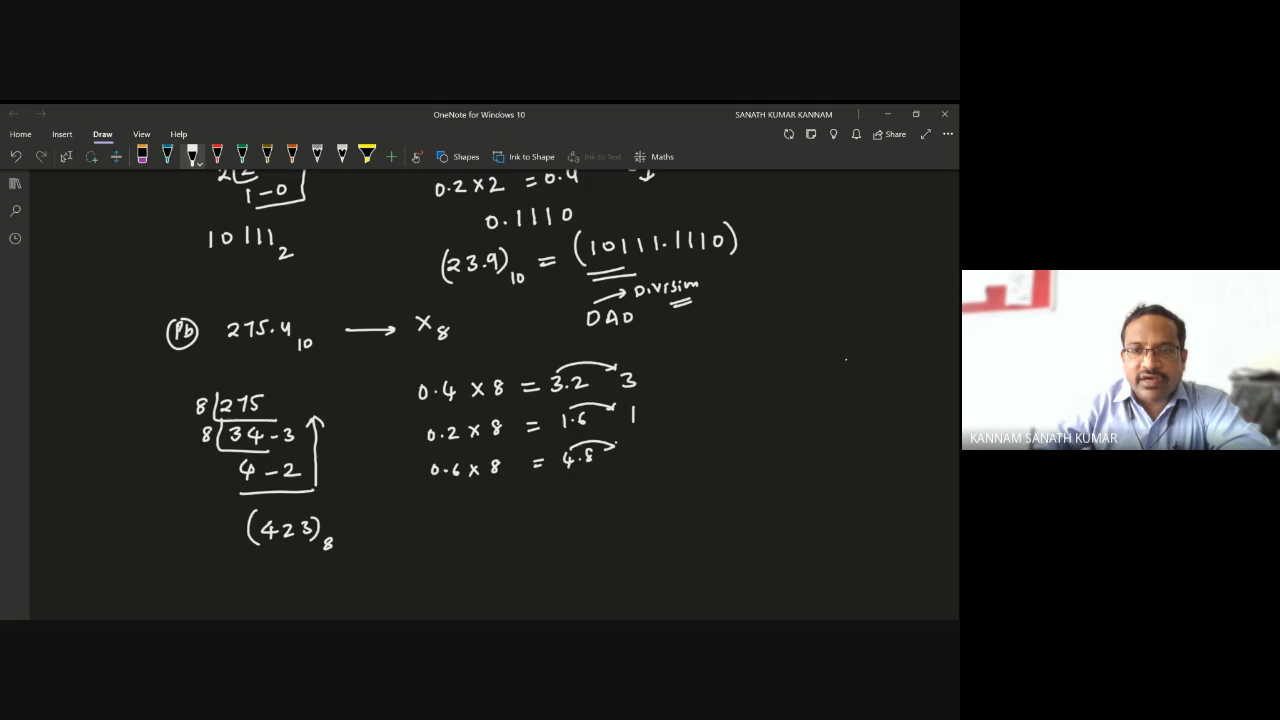 OneNote for Windows 10
SANATH KUMAR KANNAM
Home Insert Draw View Help
Share
Shapes Ink to Shape Ink to Text Maths
1 - 0
0.2 x 2 = 0.4
10111₂
0.1110
(23.9)₁₀ = (10111.1110)
Division
DAD
Pb 275.4₁₀ → X₈
8 275
8 34 - 3
4 - 2
(423)₈
0.4 x 8 = 3.2 3
0.2 x 8 = 1.6 1
0.6 x 8 = 4.8
KANNAM SANATH KUMAR